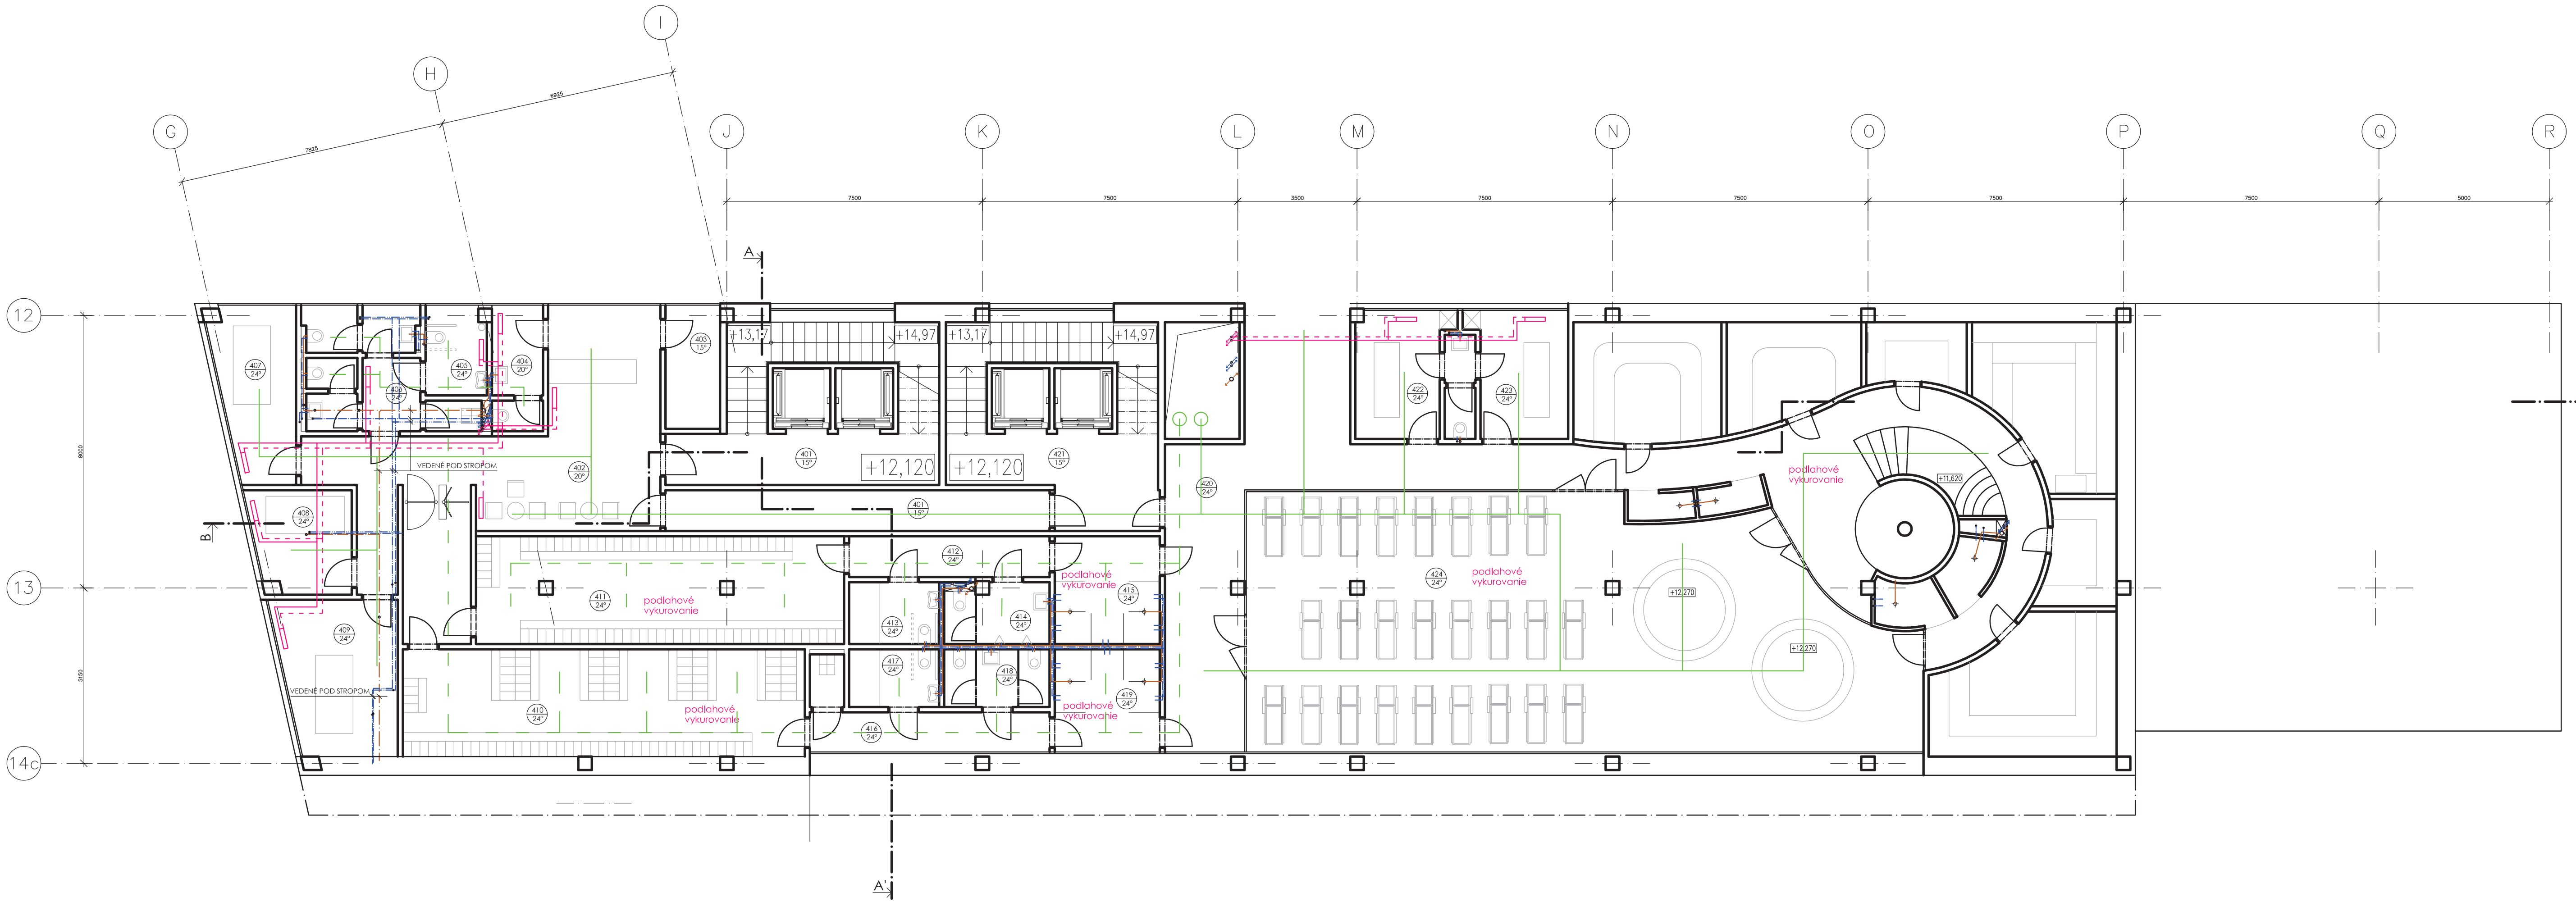 I
H
G
J
K
L
M
N
O
P
Q
R
6825
7825
7500
7500
3500
7500
7500
7500
7500
5000
A
12
13
14c
8000
5150
+13,17
+14,97
+13,17
+14,97
403
15°
407
24°
405
24°
404
20°
406
24°
422
24°
423
24°
401
15°
+12,120
+12,120
421
15°
VEDENÉ POD STROPOM
402
20°
podlahové
vykurovanie
+11,620
420
24°
408
24°
401
15°
B
412
24°
podlahové
vykurovanie
424
24°
podlahové
vykurovanie
411
24°
podlahové
vykurovanie
415
24°
+12,270
413
24°
414
24°
409
24°
+12,270
417
24°
418
24°
VEDENÉ POD STROPOM
419
24°
410
24°
podlahové
vykurovanie
podlahové
vykurovanie
416
24°
A'